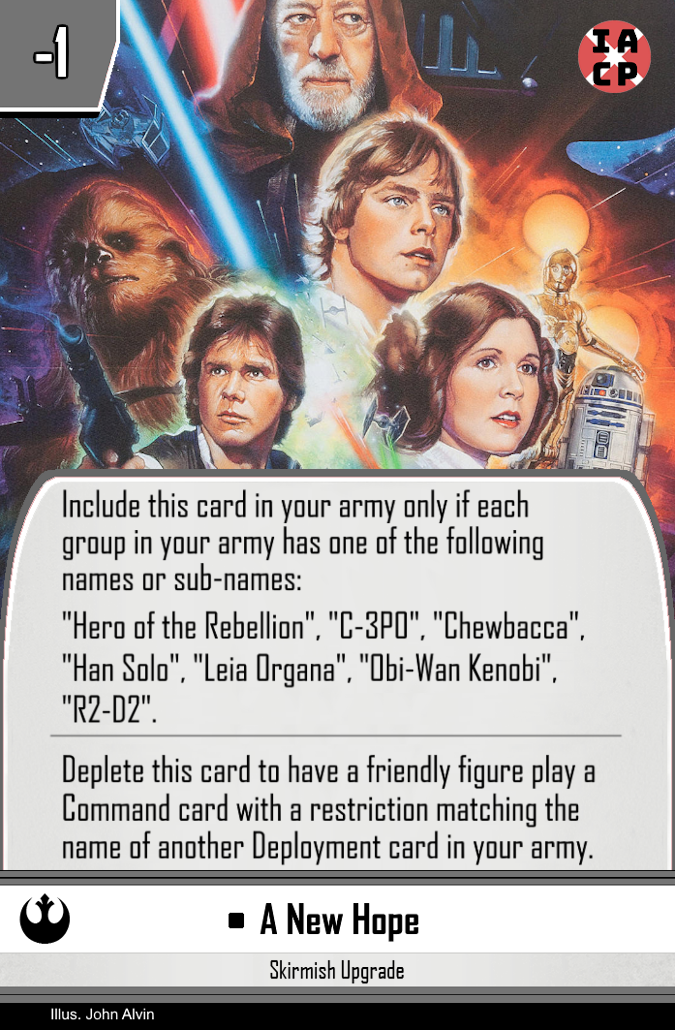 -1
IA
CP
Include this card in your army only if each
group in your army has one of the following
names or sub-names:
"Hero of the Rebellion", "C-3PO", "Chewbacca",
"Han Solo", "Leia Organa", "Obi-Wan Kenobi",
"R2-D2".
Deplete this card to have a friendly figure play a
Command card with a restriction matching the
name of another Deployment card in your army.
▪ A New Hope
Skirmish Upgrade
Illus. John Alvin